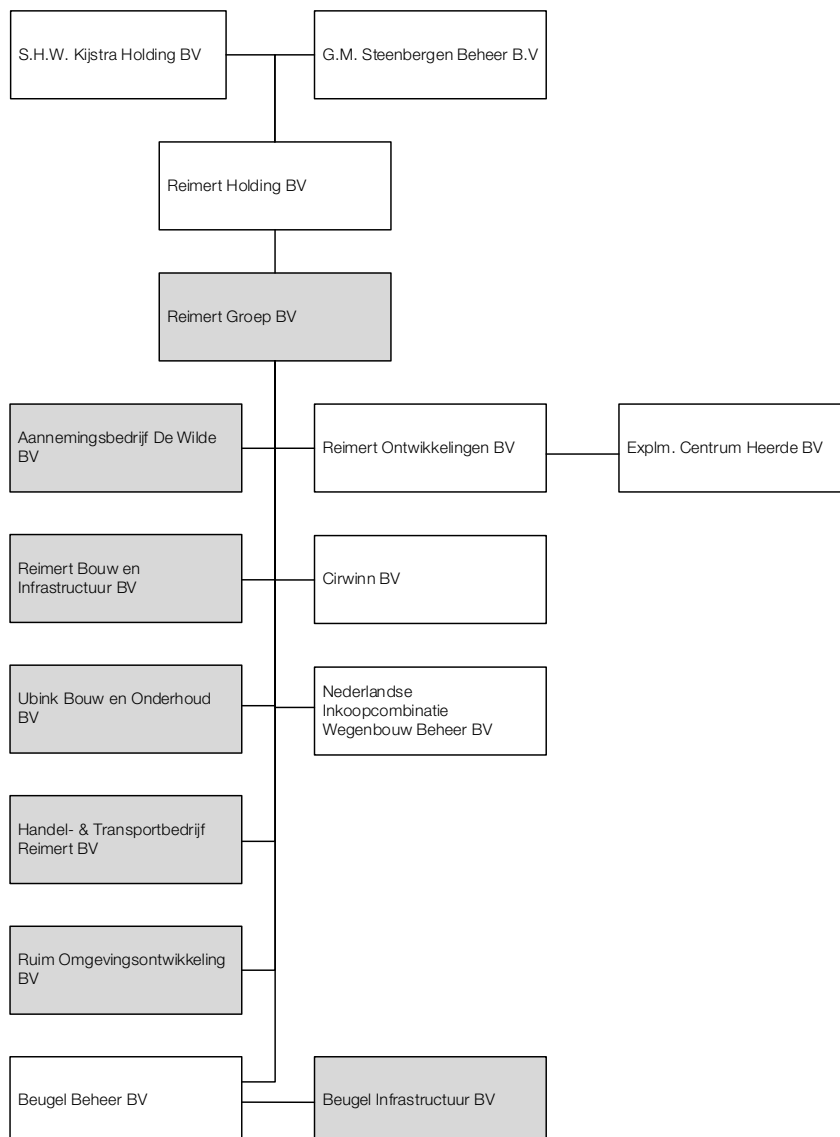 S.H.W. Kijstra Holding BV
G.M. Steenbergen Beheer B.V
Reimert Holding BV
Reimert Groep BV
Aannemingsbedrijf De Wilde
BV
Reimert Ontwikkelingen BV
Explm. Centrum Heerde BV
Reimert Bouw en
Infrastructuur BV
Cirwinn BV
Ubink Bouw en Onderhoud
BV
Nederlandse
Inkoopcombinatie
Wegenbouw Beheer BV
Handel- & Transportbedrijf
Reimert BV
Ruim Omgevingsontwikkeling
BV
Beugel Beheer BV
Beugel Infrastructuur BV